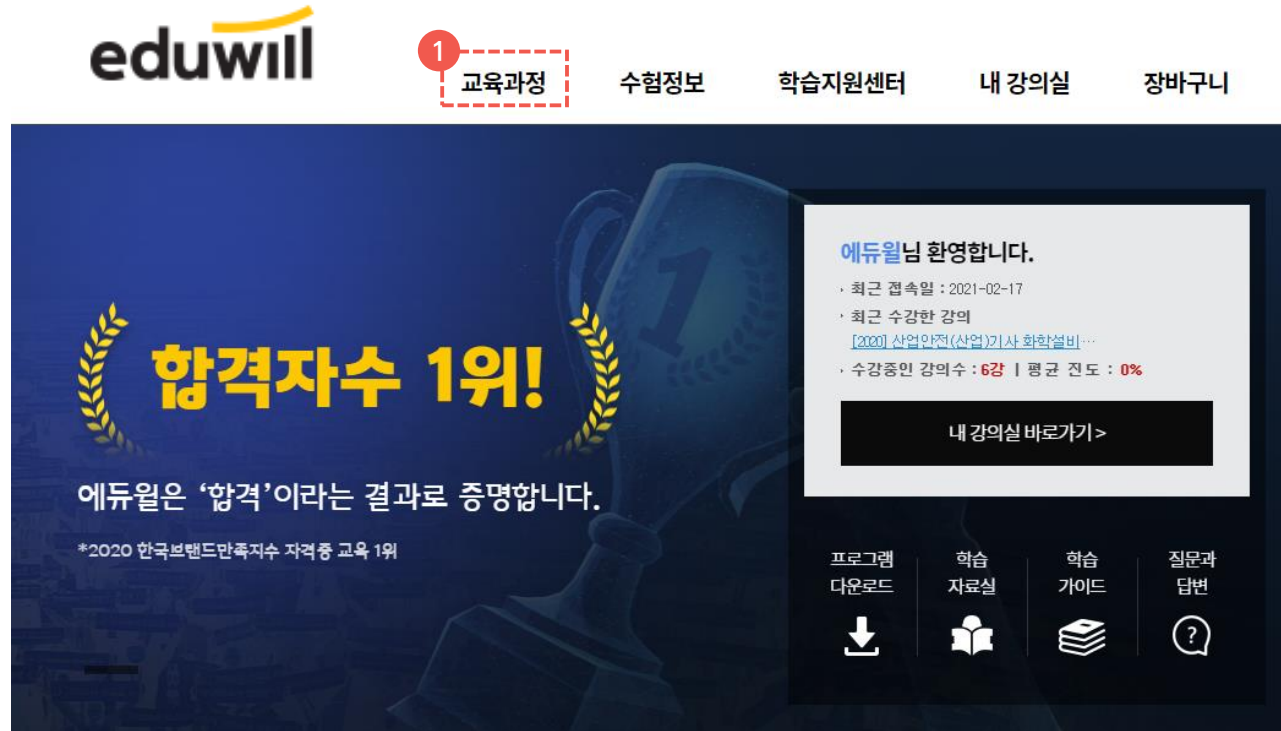 eduwill
1
교육과정
수험정보
학습지원센터
내 강의실
장바구니
1
합격자수 1위!
에듀윌은 ‘합격’이라는 결과로 증명합니다.
*2020 한국브랜드만족지수 자격증 교육 1위
에듀윌님 환영합니다.
· 최근 접속일 : 2021-02-17
· 최근 수강한 강의
[2020] 산업안전(산업)기사 화학설비…
· 수강중인 강의수 : 6강 | 평균 진도 : 0%
내 강의실 바로가기 >
프로그램
다운로드
학습
자료실
학습
가이드
질문과
답변
?